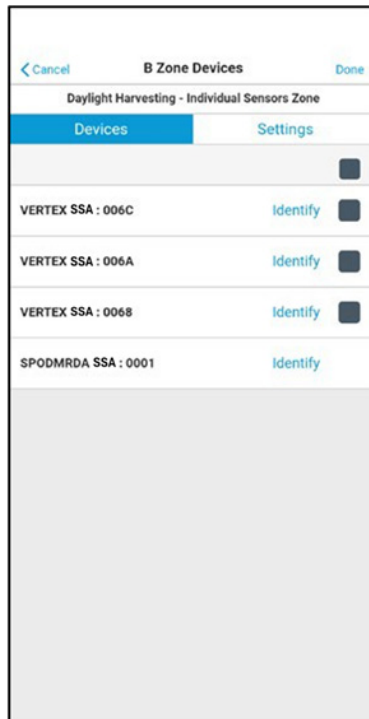 Cancel B Zone Devices Done
Daylight Harvesting - Individual Sensors Zone
Devices Settings
VERTEX SSA : 006C Identify
VERTEX SSA : 006A Identify
VERTEX SSA : 0068 Identify
SPODMRDA SSA : 0001 Identify